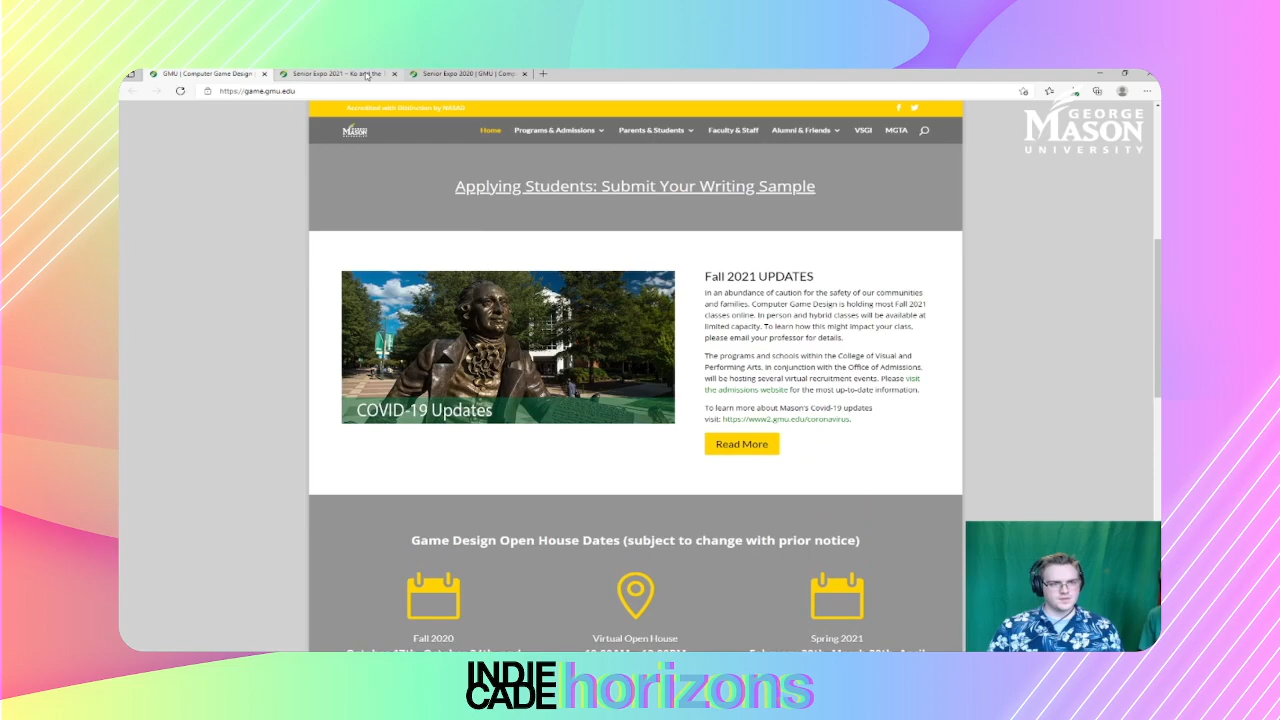 GMU | Computer Game Design
Senior Expo 2021 – Ko and the
Senior Expo 2020 | GMU | Comp
https://game.gmu.edu
Accredited with Distinction by NASAD
GEORGE
MASON
UNIVERSITY
Home
Programs & Admissions
Parents & Students
Faculty & Staff
Alumni & Friends
VSGI
MGTA
Applying Students: Submit Your Writing Sample
COVID-19 Updates
Fall 2021 UPDATES
In an abundance of caution for the safety of our communities
and families, Computer Game Design is holding most Fall 2021
classes online. In person and hybrid classes will be available at
limited capacity. To learn how this might impact your class,
please email your professor for details.
The programs and schools within the College of Visual and
Performing Arts, in conjunction with the Office of Admissions,
will be hosting several virtual recruitment events. Please visit
the admissions website for the most up-to-date information.
To learn more about Mason's Covid-19 updates
visit: https://www2.gmu.edu/coronavirus.
Read More
Game Design Open House Dates (subject to change with prior notice)
Fall 2020
Virtual Open House
Spring 2021
INDIE
CADE
horizons